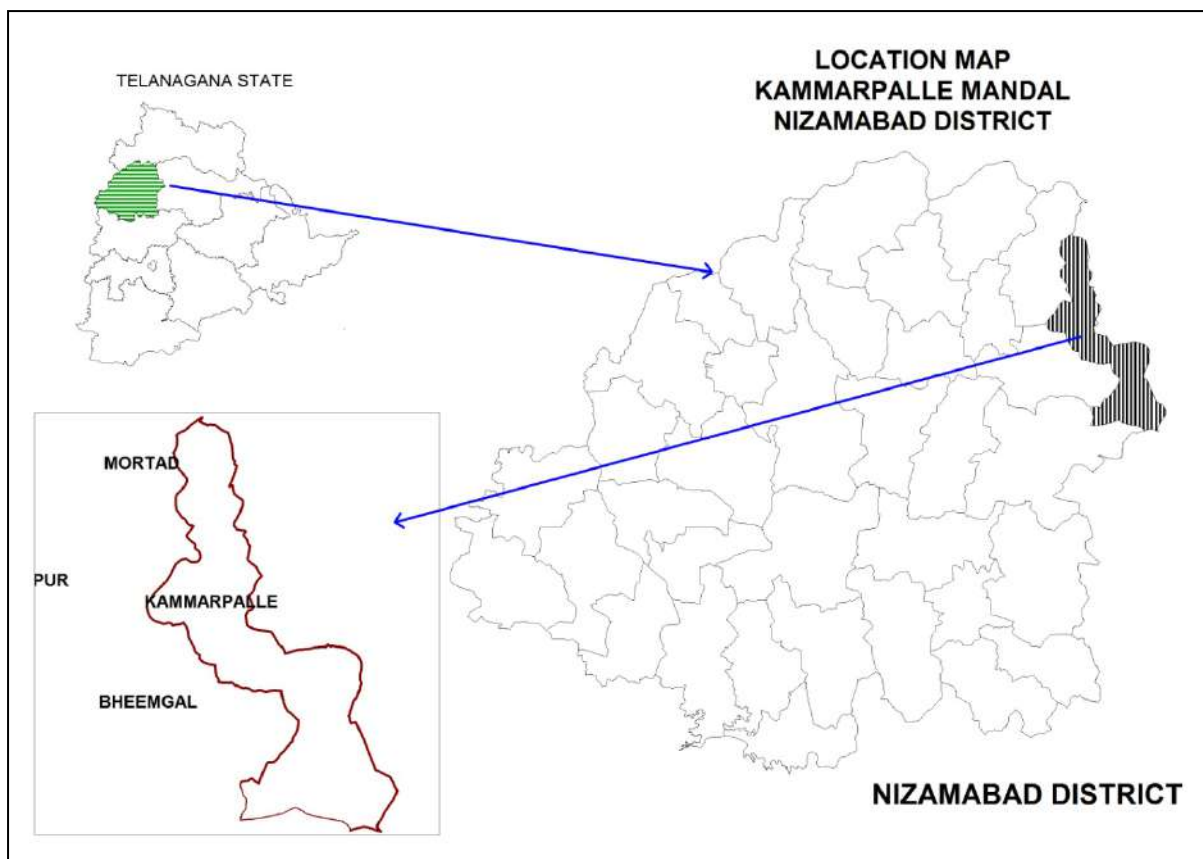 TELANAGANA STATE
LOCATION MAP
KAMMARPALLE MANDAL
NIZAMABAD DISTRICT
MORTAD
PUR
KAMMARPALLE
BHEEMGAL
NIZAMABAD DISTRICT